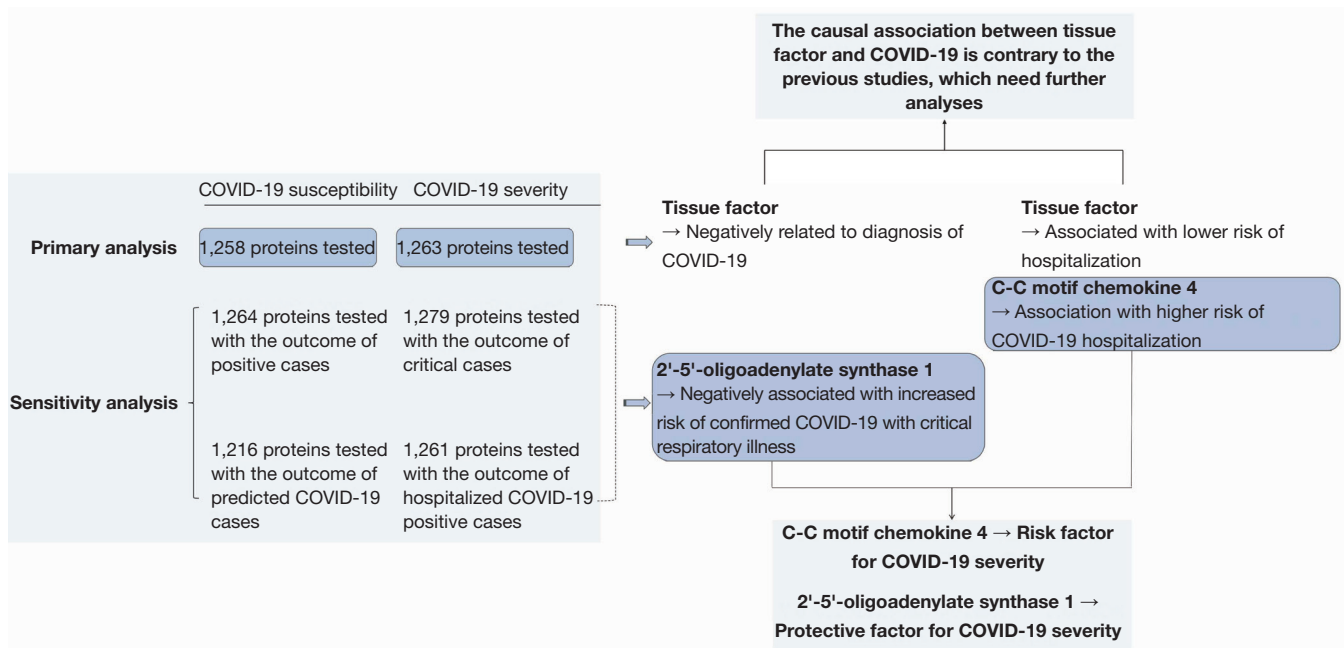 The causal association between tissue
factor and COVID-19 is contrary to the
previous studies, which need further
analyses
COVID-19 susceptibility
COVID-19 severity
Primary analysis
1,258 proteins tested
1,263 proteins tested
Tissue factor
→ Negatively related to diagnosis of
COVID-19
Tissue factor
→ Associated with lower risk of
hospitalization
C-C motif chemokine 4
→ Association with higher risk of
COVID-19 hospitalization
Sensitivity analysis
1,264 proteins tested
with the outcome of
positive cases
1,279 proteins tested
with the outcome of
critical cases
1,216 proteins tested
with the outcome of
predicted COVID-19
cases
1,261 proteins tested
with the outcome of
hospitalized COVID-19
positive cases
2'-5'-oligoadenylate synthase 1
→ Negatively associated with increased
risk of confirmed COVID-19 with critical
respiratory illness
C-C motif chemokine 4 → Risk factor
for COVID-19 severity
2'-5'-oligoadenylate synthase 1 →
Protective factor for COVID-19 severity